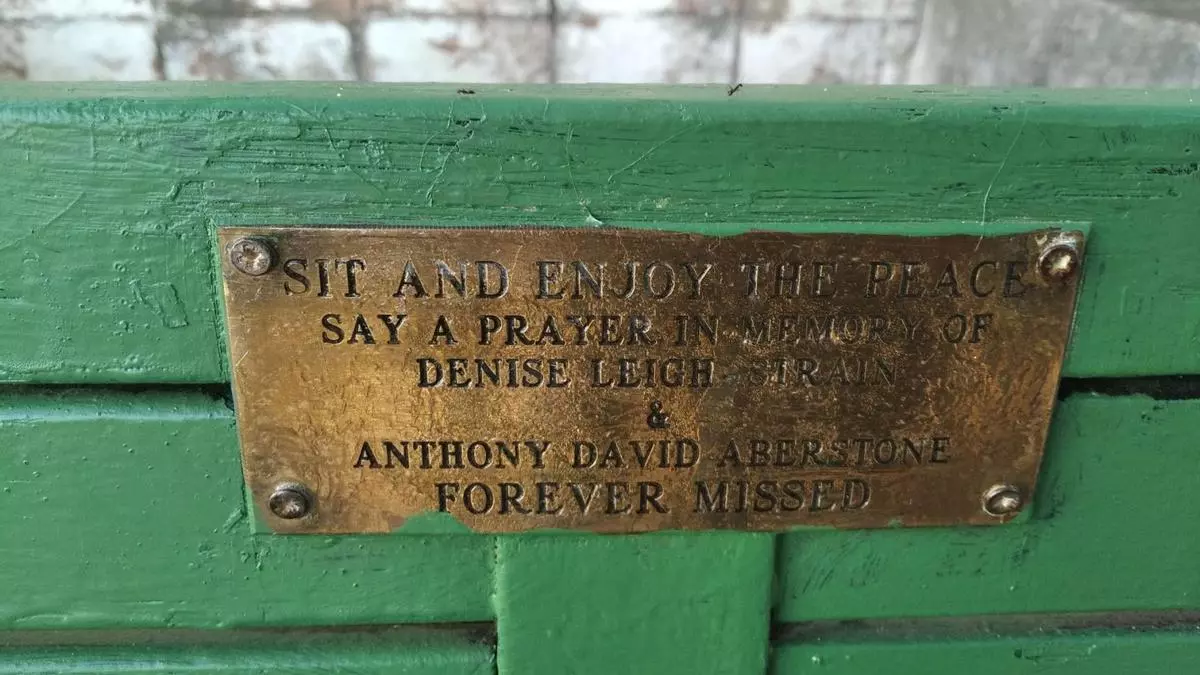 SIT AND ENJOY THE PEACE
SAY A PRAYER IN MEMORY OF
DENISE LEIGH STRAIN
&
ANTHONY DAVID ABERSTONE
FOREVER MISSED